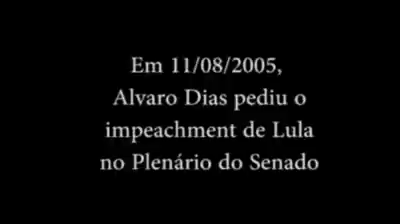 Em 11/08/2005,
Alvaro Dias pediu o
impeachment de Lula
no Plenário do Senado